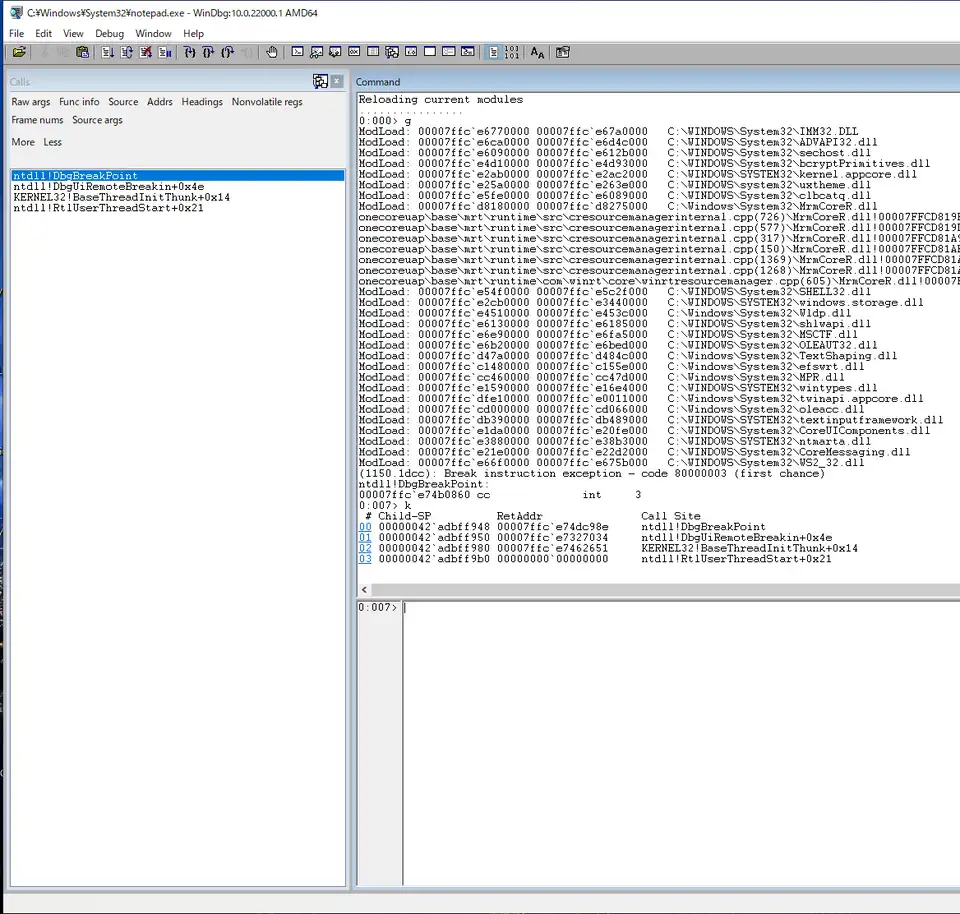 C:¥Windows¥System32¥notepad.exe - WinDbg:10.0.22000.1 AMD64
File Edit View Debug Window Help
Calls
Raw args Func info Source Addrs Headings Nonvolatile regs
Frame nums Source args
More Less
ntdll!DbgBreakPoint
ntdll!DbgUiRemoteBreakin+0x4e
KERNEL32!BaseThreadInitThunk+0x14
ntdll!RtlUserThreadStart+0x21
Command
Reloading current modules
................
0:000> g
ModLoad: 00007ffc`e6770000 00007ffc`e67a0000 C:\WINDOWS\System32\IMM32.DLL
ModLoad: 00007ffc`e6ca0000 00007ffc`e6d4c000 C:\WINDOWS\System32\ADVAPI32.dll
ModLoad: 00007ffc`e6090000 00007ffc`e612b000 C:\WINDOWS\System32\sechost.dll
ModLoad: 00007ffc`e4d10000 00007ffc`e4d93000 C:\WINDOWS\System32\bcryptPrimitives.dll
ModLoad: 00007ffc`e2ab0000 00007ffc`e2ac2000 C:\WINDOWS\SYSTEM32\kernel.appcore.dll
ModLoad: 00007ffc`e25a0000 00007ffc`e263e000 C:\WINDOWS\system32\uxtheme.dll
ModLoad: 00007ffc`e5fe0000 00007ffc`e6089000 C:\WINDOWS\System32\clbcatq.dll
ModLoad: 00007ffc`d8180000 00007ffc`d8275000 C:\Windows\System32\MrmCoreR.dll
onecoreuap\base\mrt\runtime\src\cresourcemanagerinternal.cpp(726)\MrmCoreR.dll!00007FFCD819
onecoreuap\base\mrt\runtime\src\cresourcemanagerinternal.cpp(577)\MrmCoreR.dll!00007FFCD819
onecoreuap\base\mrt\runtime\src\cresourcemanagerinternal.cpp(317)\MrmCoreR.dll!00007FFCD81A
onecoreuap\base\mrt\runtime\src\cresourcemanagerinternal.cpp(150)\MrmCoreR.dll!00007FFCD81A
onecoreuap\base\mrt\runtime\src\cresourcemanagerinternal.cpp(1369)\MrmCoreR.dll!00007FFCD81A
onecoreuap\base\mrt\runtime\src\cresourcemanagerinternal.cpp(1268)\MrmCoreR.dll!00007FFCD81A
onecoreuap\base\mrt\runtime\com\winrt\core\winrtresourcemanager.cpp(605)\MrmCoreR.dll!00007
ModLoad: 00007ffc`e54f0000 00007ffc`e5c2f000 C:\WINDOWS\System32\SHELL32.dll
ModLoad: 00007ffc`e2cb0000 00007ffc`e3440000 C:\WINDOWS\SYSTEM32\windows.storage.dll
ModLoad: 00007ffc`e4510000 00007ffc`e453c000 C:\WINDOWS\System32\Wldp.dll
ModLoad: 00007ffc`e6130000 00007ffc`e6185000 C:\WINDOWS\System32\shlwapi.dll
ModLoad: 00007ffc`e6e90000 00007ffc`e6fa5000 C:\WINDOWS\System32\MSCTF.dll
ModLoad: 00007ffc`e6b20000 00007ffc`e6bed000 C:\WINDOWS\System32\OLEAUT32.dll
ModLoad: 00007ffc`d47a0000 00007ffc`d484c000 C:\Windows\System32\TextShaping.dll
ModLoad: 00007ffc`c1480000 00007ffc`c155e000 C:\Windows\System32\efswrt.dll
ModLoad: 00007ffc`cc460000 00007ffc`cc47d000 C:\Windows\System32\MPR.dll
ModLoad: 00007ffc`e1590000 00007ffc`e16e4000 C:\WINDOWS\SYSTEM32\wintypes.dll
ModLoad: 00007ffc`dfe10000 00007ffc`e0011000 C:\Windows\System32\twinapi.appcore.dll
ModLoad: 00007ffc`cd000000 00007ffc`cd066000 C:\Windows\System32\oleacc.dll
ModLoad: 00007ffc`db390000 00007ffc`db489000 C:\WINDOWS\SYSTEM32\textinputframework.dll
ModLoad: 00007ffc`e1da0000 00007ffc`e20fe000 C:\WINDOWS\System32\CoreUIComponents.dll
ModLoad: 00007ffc`e3880000 00007ffc`e38b3000 C:\WINDOWS\SYSTEM32\ntmarta.dll
ModLoad: 00007ffc`e21e0000 00007ffc`e22d2000 C:\WINDOWS\System32\CoreMessaging.dll
ModLoad: 00007ffc`e66f0000 00007ffc`e675b000 C:\WINDOWS\System32\WS2_32.dll
(1150.1dcc): Break instruction exception - code 80000003 (first chance)
ntdll!DbgBreakPoint:
00007ffc`e74b0860 cc int 3
0:007> k
# Child-SP RetAddr Call Site
00 00000042`adbff948 00007ffc`e74dc98e ntdll!DbgBreakPoint
01 00000042`adbff950 00007ffc`e7327034 ntdll!DbgUiRemoteBreakin+0x4e
02 00000042`adbff980 00007ffc`e7462651 KERNEL32!BaseThreadInitThunk+0x14
03 00000042`adbff9b0 00000000`00000000 ntdll!RtlUserThreadStart+0x21
0:007>